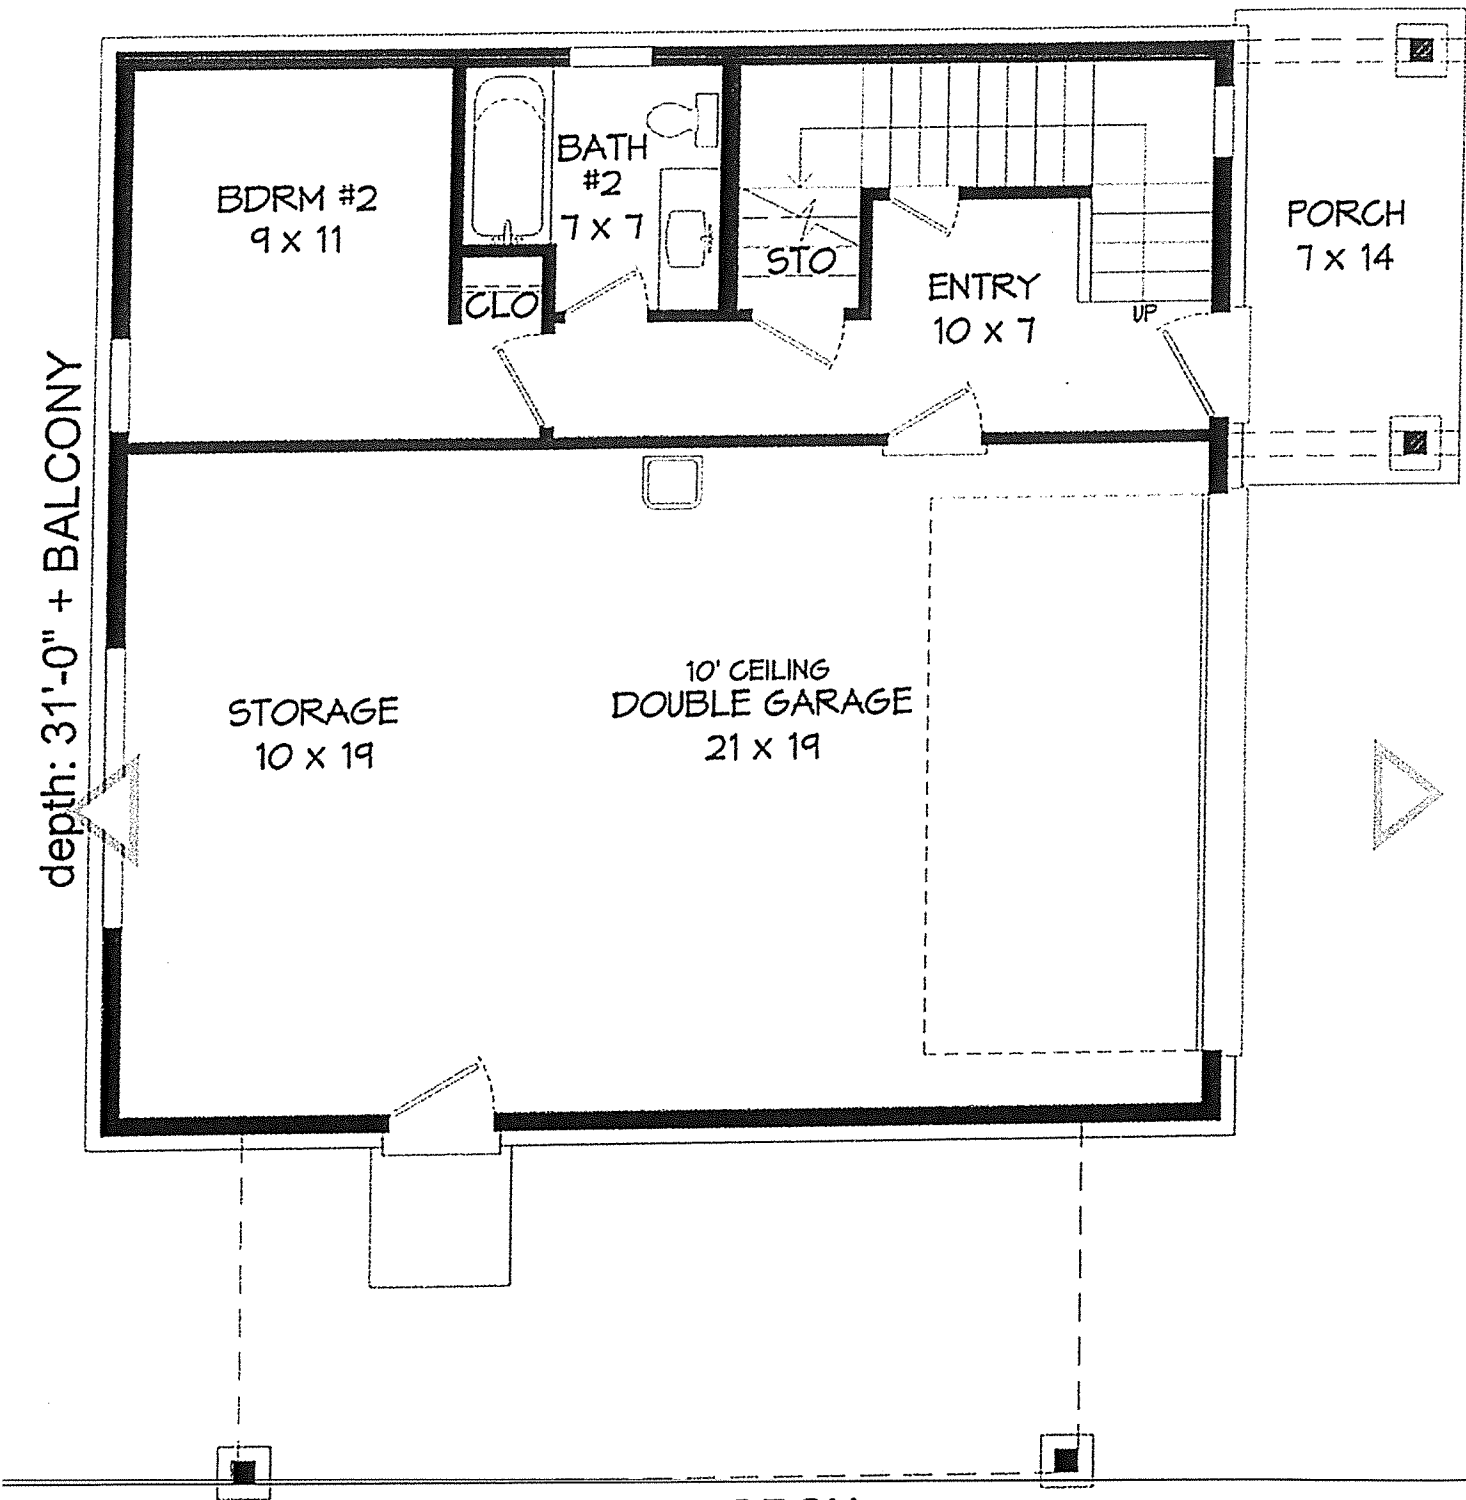 BDRM #2
9 X 11
BATH
#2
7 X 7
CLO
STO
ENTRY
10 X 7
UP
PORCH
7 X 14
depth: 31'-0" + BALCONY
STORAGE
10 X 19
10' CEILING
DOUBLE GARAGE
21 X 19